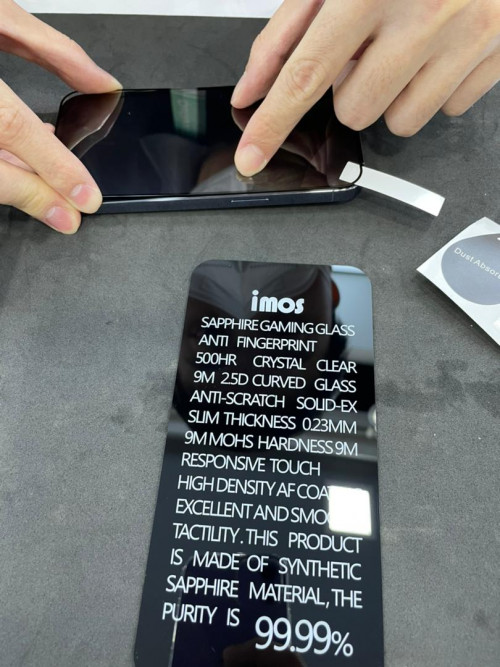 imos
SAPPHIRE GAMING GLASS
ANTI FINGERPRINT
500HR CRYSTAL CLEAR
9M 2.5D CURVED GLASS
ANTI-SCRATCH SOLID-EX
SLIM THICKNESS 0.23MM
9M MOHS HARDNESS 9M
RESPONSIVE TOUCH
HIGH DENSITY AF
EXCELLENT AND
TACTILITY. THIS PRODUCT
IS MADE OF SYNTHETIC
SAPPHIRE MATERIAL, THE
PURITY IS 99.99%
Dust